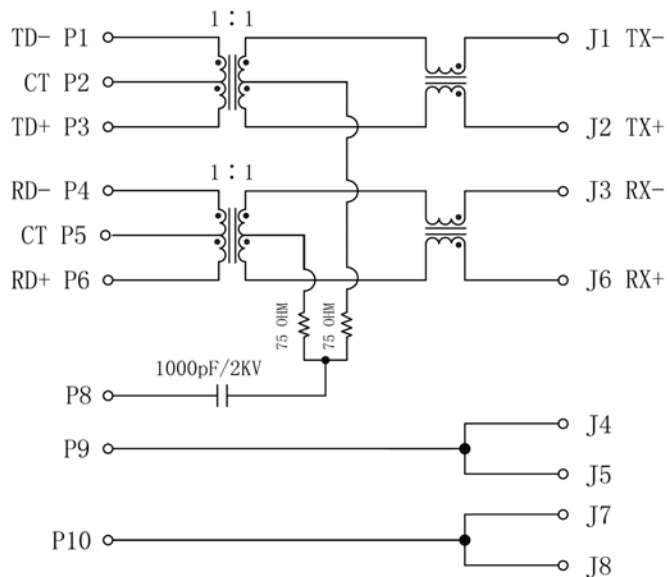 1 : 1
TD- P1
J1 TX-
CT P2
TD+ P3
J2 TX+
1 : 1
RD- P4
J3 RX-
CT P5
RD+ P6
J6 RX+
75 OHM
75 OHM
1000pF/2KV
P8
J4
P9
J5
J7
P10
J8